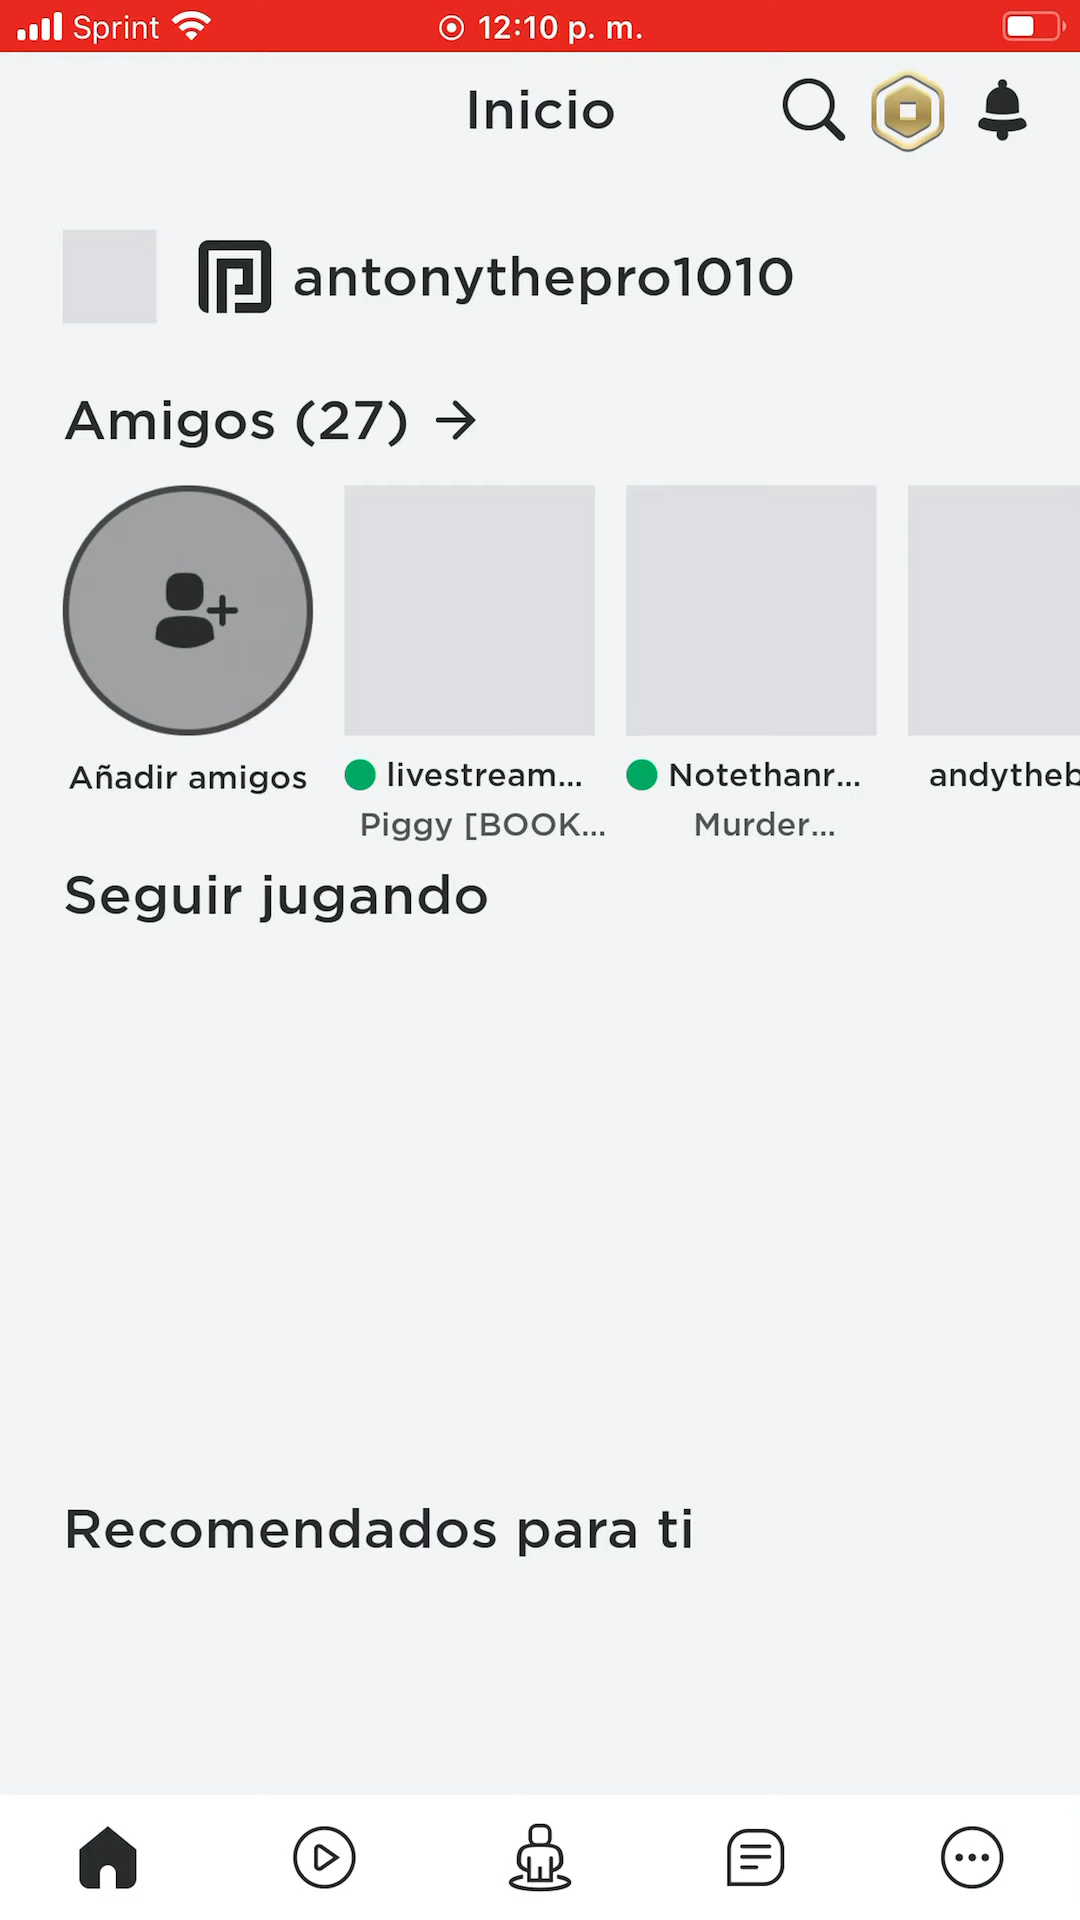 Sprint 12:10 p. m.
Inicio
antonythepro1010
Amigos (27) →
Añadir amigos
livestream...
Piggy [BOOK...
Notethanr...
Murder...
andytheb
Seguir jugando
Recomendados para ti